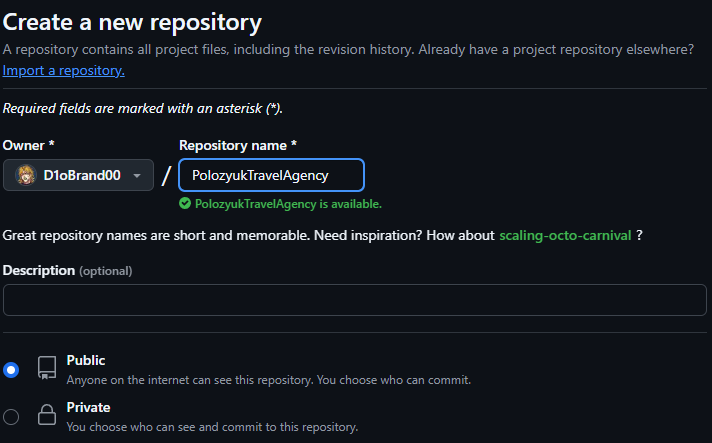 Create a new repository
A repository contains all project files, including the revision history. Already have a project repository elsewhere?
Import a repository.
Required fields are marked with an asterisk (*).
Owner *
Repository name *
D1oBrand00
/
PolozyukTravelAgency
PolozyukTravelAgency is available.
Great repository names are short and memorable. Need inspiration? How about scaling-octo-carnival ?
Description (optional)
Public
Anyone on the internet can see this repository. You choose who can commit.
Private
You choose who can see and commit to this repository.